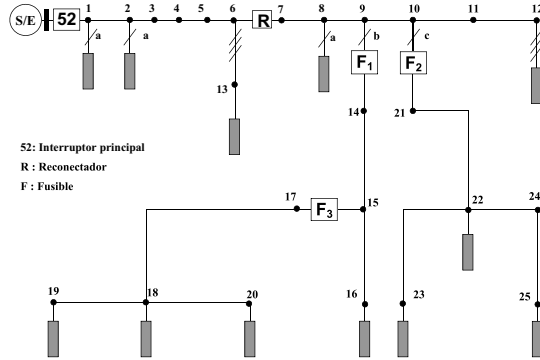 S/E 52 1 2 3 4 5 6 R 7 8 9 10 11 12
a a a b c
F1 F2
13
14 21
52: Interruptor principal
R : Reconectador
F : Fusible
17 F3 15 22 24
19 18 20 16 23 25